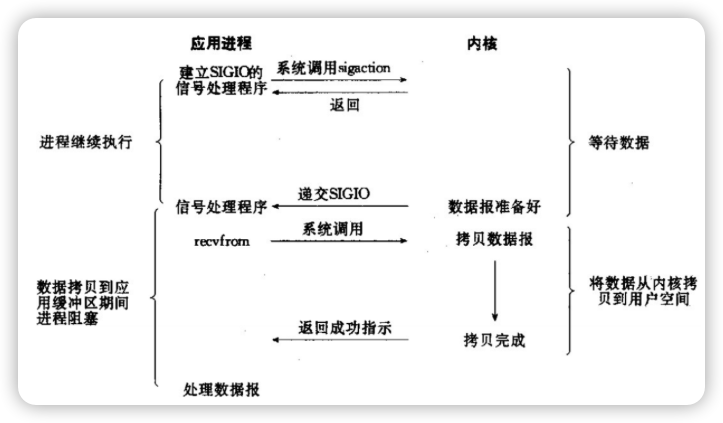 应用进程
内核
建立SIGIO的
信号处理程序
系统调用sigaction
返回
进程继续执行
等待数据
递交SIGIO
信号处理程序
数据报准备好
系统调用
recvfrom
拷贝数据报
数据拷贝到应
用缓冲区期间
进程阻塞
将数据从内核拷
贝到用户空间
返回成功指示
拷贝完成
处理数据报